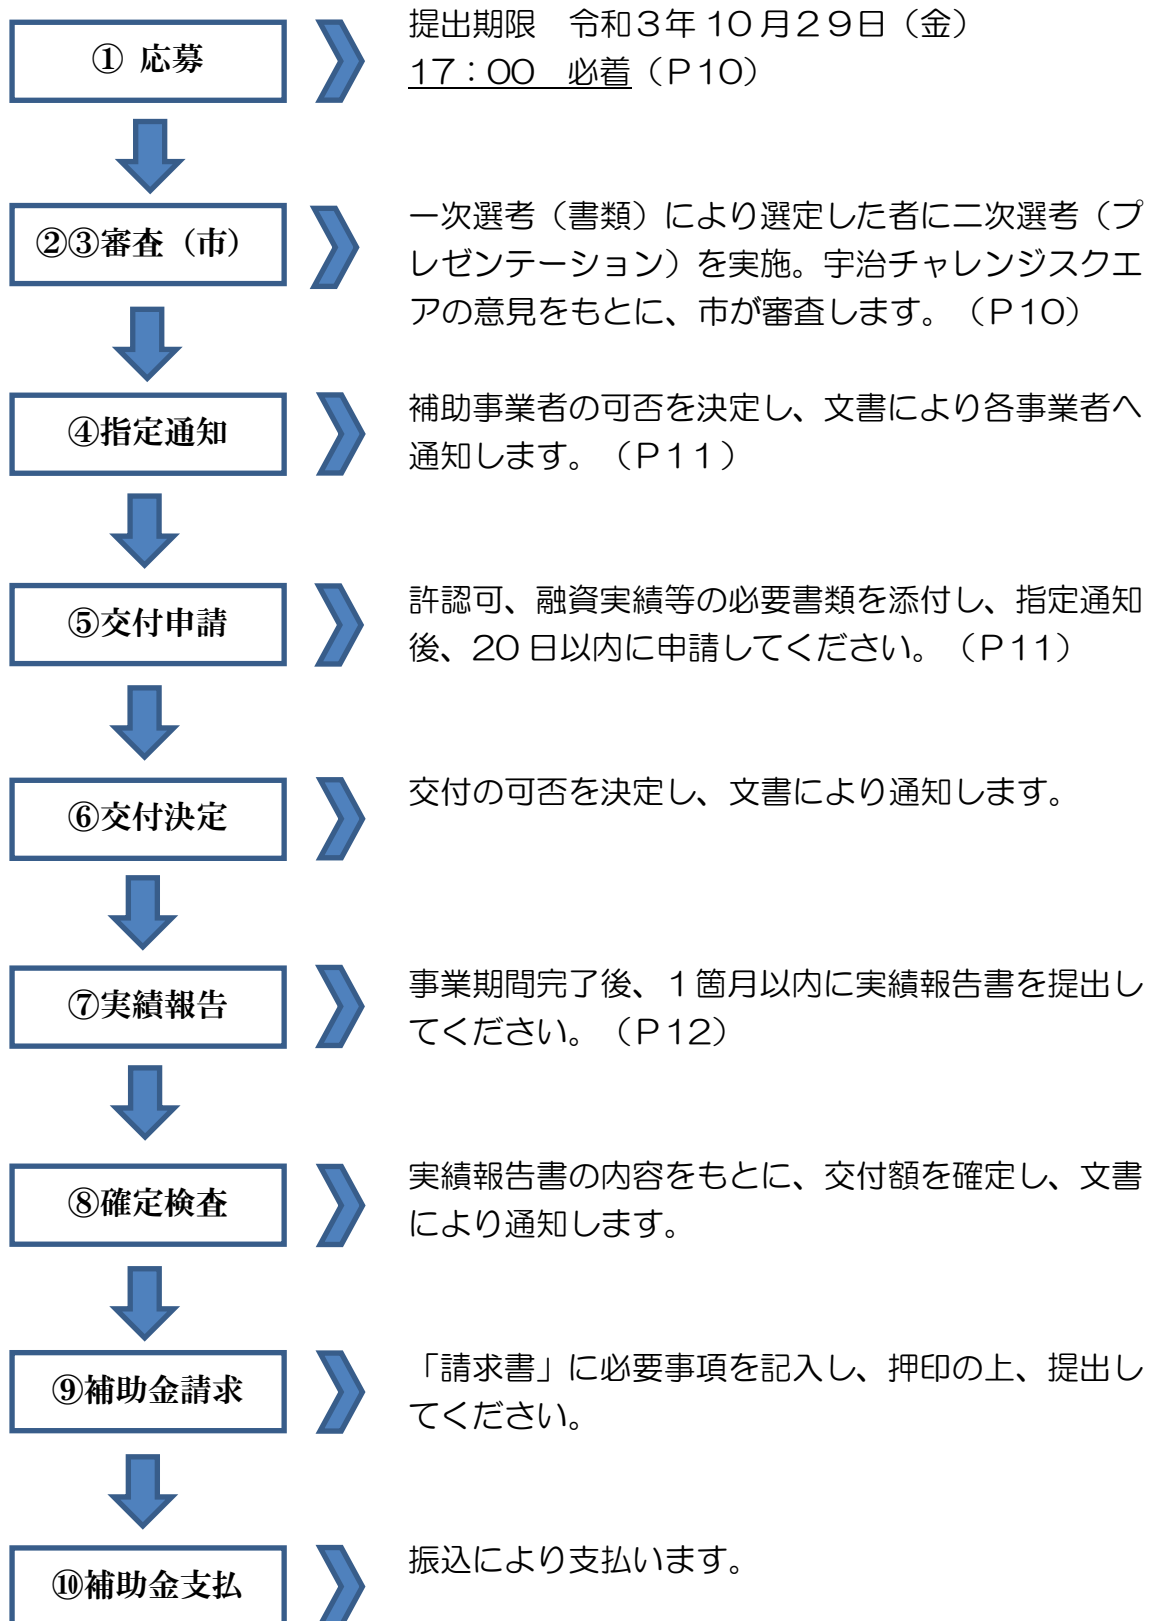 ① 応募
提出期限　令和３年 10 月２９日（金）
17：00　必着（Ｐ10）
②③審査（市）
一次選考（書類）により選定した者に二次選考（プ
レゼンテーション）を実施。宇治チャレンジスクエ
アの意見をもとに、市が審査します。（Ｐ10）
④指定通知
補助事業者の可否を決定し、文書により各事業者へ
通知します。（Ｐ１１）
⑤交付申請
許認可、融資実績等の必要書類を添付し、指定通知
後、20 日以内に申請してください。（Ｐ11）
⑥交付決定
交付の可否を決定し、文書により通知します。
⑦実績報告
事業期間完了後、１箇月以内に実績報告書を提出し
てください。（Ｐ12）
⑧確定検査
実績報告書の内容をもとに、交付額を確定し、文書
により通知します。
⑨補助金請求
「請求書」に必要事項を記入し、押印の上、提出し
てください。
⑩補助金支払
振込により支払います。